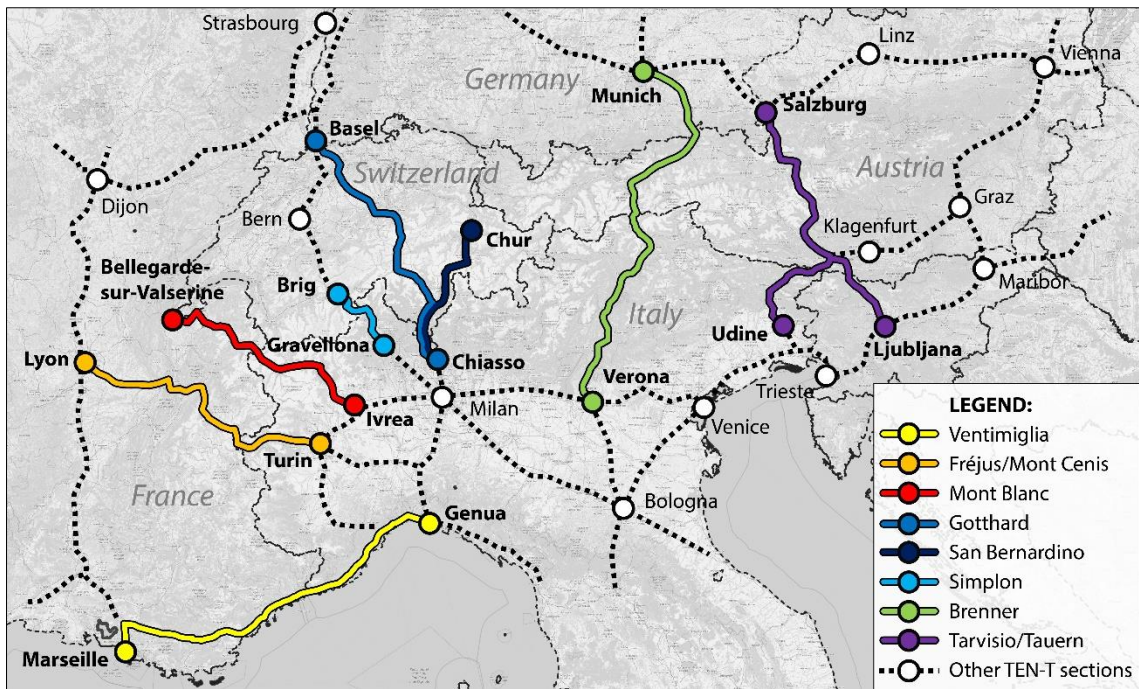 Strasbourg
Linz
Vienna
Germany
Munich
Salzburg
Basel
Switzerland
Austria
Dijon
Bern
Graz
Klagenfurt
Chur
Bellegarde-
sur-Valserine
Brig
Maribor
Italy
Udine
Gravellona
Ljubljana
Lyon
Chiasso
Verona
Trieste
Milan
Ivrea
Venice
Turin
France
Genua
Bologna
Marseille
LEGEND:
Ventimiglia
Fréjus/Mont Cenis
Mont Blanc
Gotthard
San Bernardino
Simplon
Brenner
Tarvisio/Tauern
Other TEN-T sections